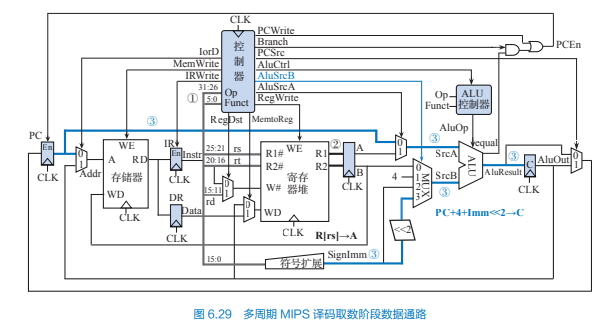 CLK
控
制
器
Op
Funct
IorD
MemWrite
IRWrite
31:26
①
5:0
PCWrite
Branch
PCSrc
AluCtrl
AluSrcB
AluSrcA
RegWrite
RegDst
MemtoReg
PCEn
Op
Funct
ALU
控制器
AluOp
equal
③
PC
En
CLK
0
1
Addr
WE
A
RD
存储器
WD
CLK
IR
En
Instr
CLK
DR
Data
CLK
25:21
rs
20:16
rt
15:11
rd
0
1
0
1
WE
R1#
R1
R2#
R2
W#
寄存
器堆
WD
CLK
②
A
B
CLK
R[rs]→A
0
1
③
SrcA
4
0
1
2
3
MUX
SrcB
③
ALU
③
AluResult
C
CLK
AluOut
0
1
PC+4+Imm<<2→C
<<2
15:0
符号扩展
SignImm
③
图 6.29 多周期 MIPS 译码取数阶段数据通路